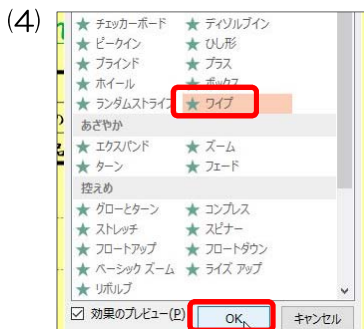 (4)
★ チェッカーボード ★ ディゾルブイン
★ ピークイン ★ ひし形
★ ブラインド ★ プラス
★ ホイール ★ ボックス
★ ランダムストライプ ★ ワイプ
あざやか
★ エクスパンド ★ ズーム
★ ターン ★ フェード
控えめ
★ グローとターン ★ コンプレス
★ ストレッチ ★ スピナー
★ フロートアップ ★ フロートダウン
★ ベーシック ズーム ★ ライズ アップ
★ リボルブ
☑ 効果のプレビュー(P) OK キャンセル